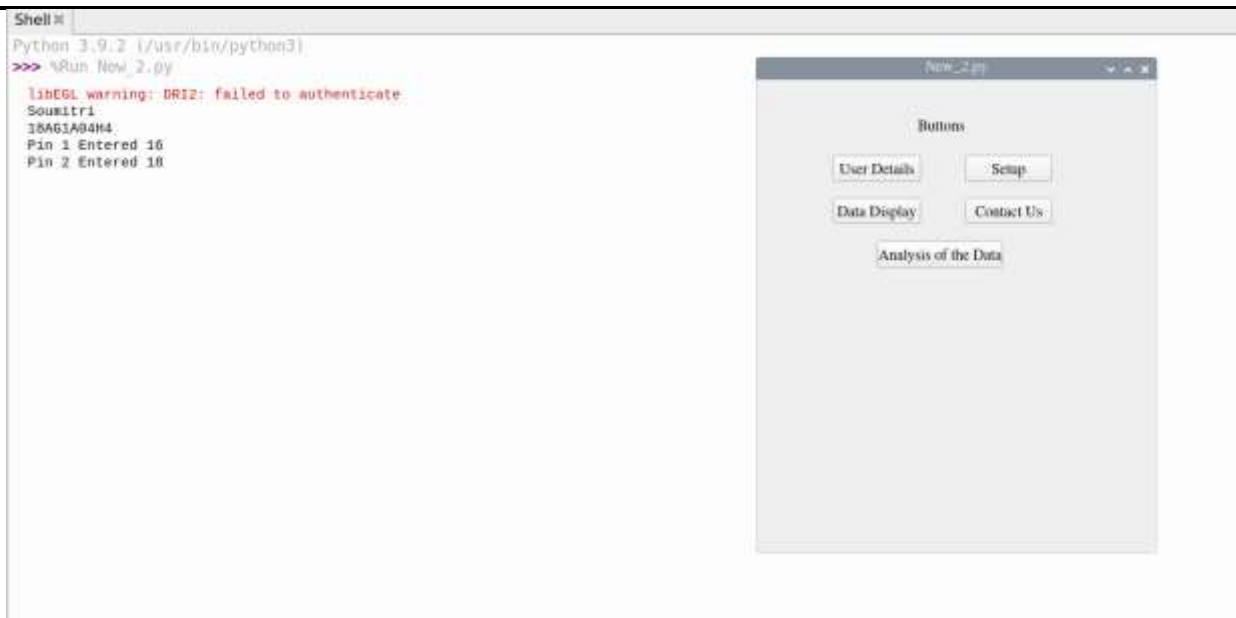 Shell
Python 3.9.2 (/usr/bin/python3)
>>> %Run New_2.py
libEGL warning: DRI2: failed to authenticate
Soumitri
18AG1A04H4
Pin 1 Entered 16
Pin 2 Entered 18
New_2.py
Buttons
User Details Setup
Data Display Contact Us
Analysis of the Data